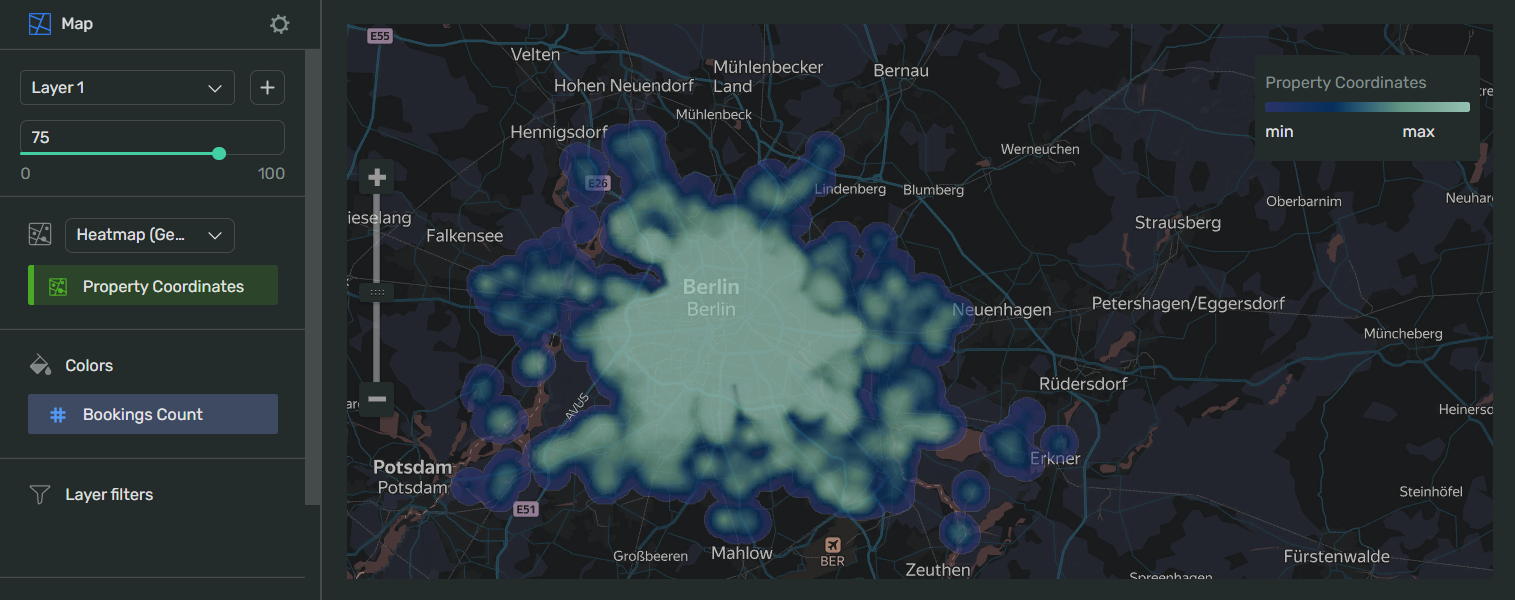 Map
Layer 1
75
0
100
Heatmap (Ge...
Property Coordinates
Colors
Bookings Count
Layer filters
E55
Velten
Mühlenbecker
Land
Bernau
Hohen Neuendorf
Mühlenbeck
Hennigsdorf
Werneuchen
E26
Lindenberg
Blumberg
Oberbarnim
Neuhar
ieselang
Falkensee
Strausberg
Berlin
Berlin
Neuenhagen
Petershagen/Eggersdorf
Müncheberg
Rüdersdorf
AVUS
Heinersd
Erkner
Potsdam
Potsdam
Steinhöfel
E51
Großbeeren
Mahlow
BER
Zeuthen
Fürstenwalde
Spreenhagen
Property Coordinates
min
max